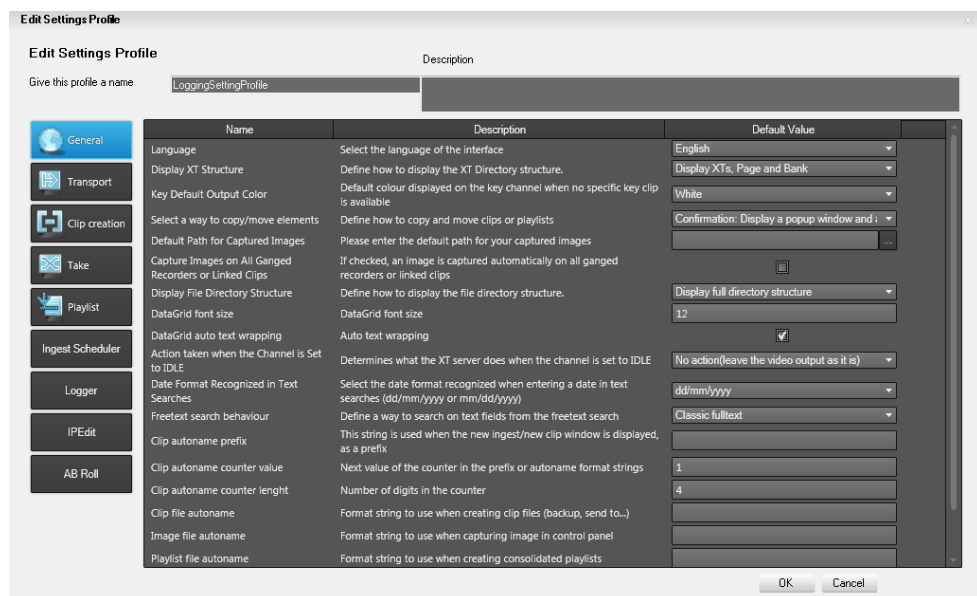 Edit Settings Profile
Edit Settings Profile
Description
Give this profile a name
LoggingSettingProfile
General
Transport
Clip creation
Take
Playlist
Ingest Scheduler
Logger
IPEdit
AB Roll
Name Description Default Value
Language Select the language of the interface English
Display XT Structure Define how to display the XT Directory structure. Display XTs, Page and Bank
Key Default Output Color Default colour displayed on the key channel when no specific key clip
is available White
Select a way to copy/move elements Define how to copy and move clips or playlists Confirmation: Display a popup window and
Default Path for Captured Images Please enter the default path for your captured images ...
Capture Images on All Ganged
Recorders or Linked Clips If checked, an image is captured automatically on all ganged
recorders or linked clips
Display File Directory Structure Define how to display the file directory structure. Display full directory structure
DataGrid font size DataGrid font size 12
DataGrid auto text wrapping Auto text wrapping
Action taken when the Channel is Set
to IDLE Determines what the XT server does when the channel is set to IDLE No action(leave the video output as it is)
Date Format Recognized in Text
Searches Select the date format recognized when entering a date in text
searches (dd/mm/yyyy or mm/dd/yyyy) dd/mm/yyyy
Freetext search behaviour Define a way to search on text fields from the freetext search Classic fulltext
Clip autoname prefix This string is used when the new ingest/new clip window is displayed,
as a prefix
Clip autoname counter value Next value of the counter in the prefix or autoname format strings 1
Clip autoname counter lenght Number of digits in the counter 4
Clip file autoname Format string to use when creating clip files (backup, send to...)
Image file autoname Format string to use when capturing image in control panel
Playlist file autoname Format string to use when creating consolidated playlists
OK Cancel